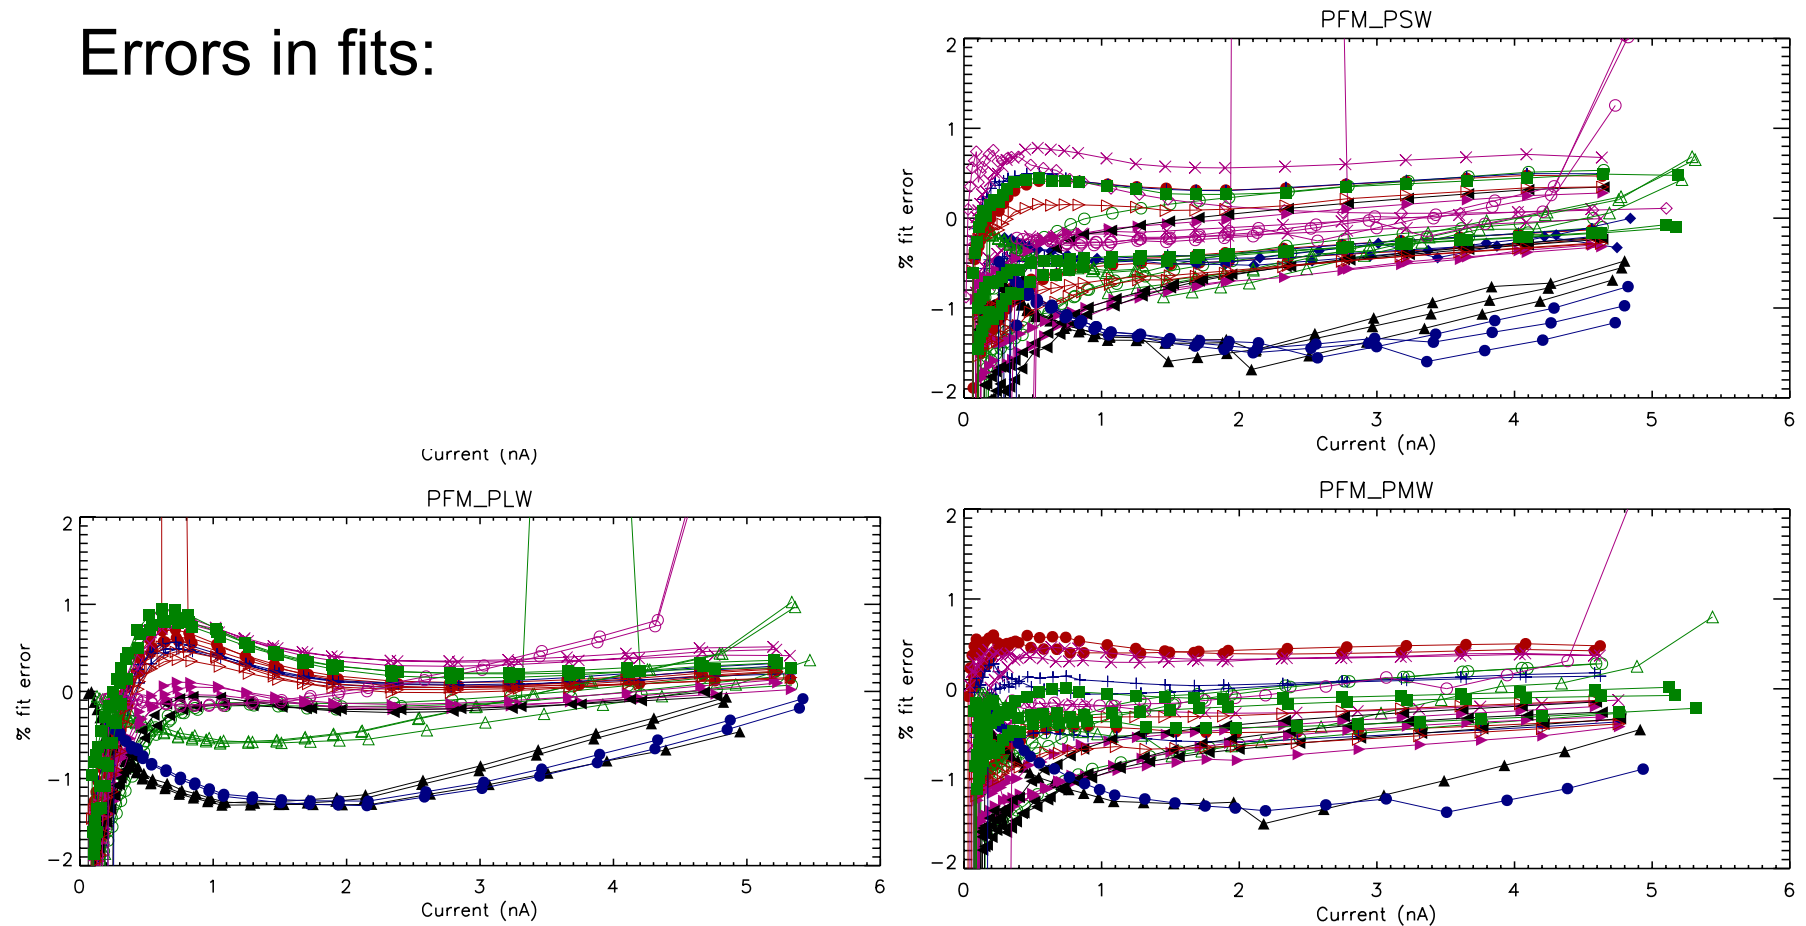 Errors in fits:
PFM_PSW
2
1
0
−1
−2
% fit error
0 1 2 3 4 5 6
Current (nA)
Current (nA)
PFM_PLW
2
1
0
−1
−2
% fit error
0 1 2 3 4 5 6
Current (nA)
PFM_PMW
2
1
0
−1
−2
% fit error
0 1 2 3 4 5 6
Current (nA)